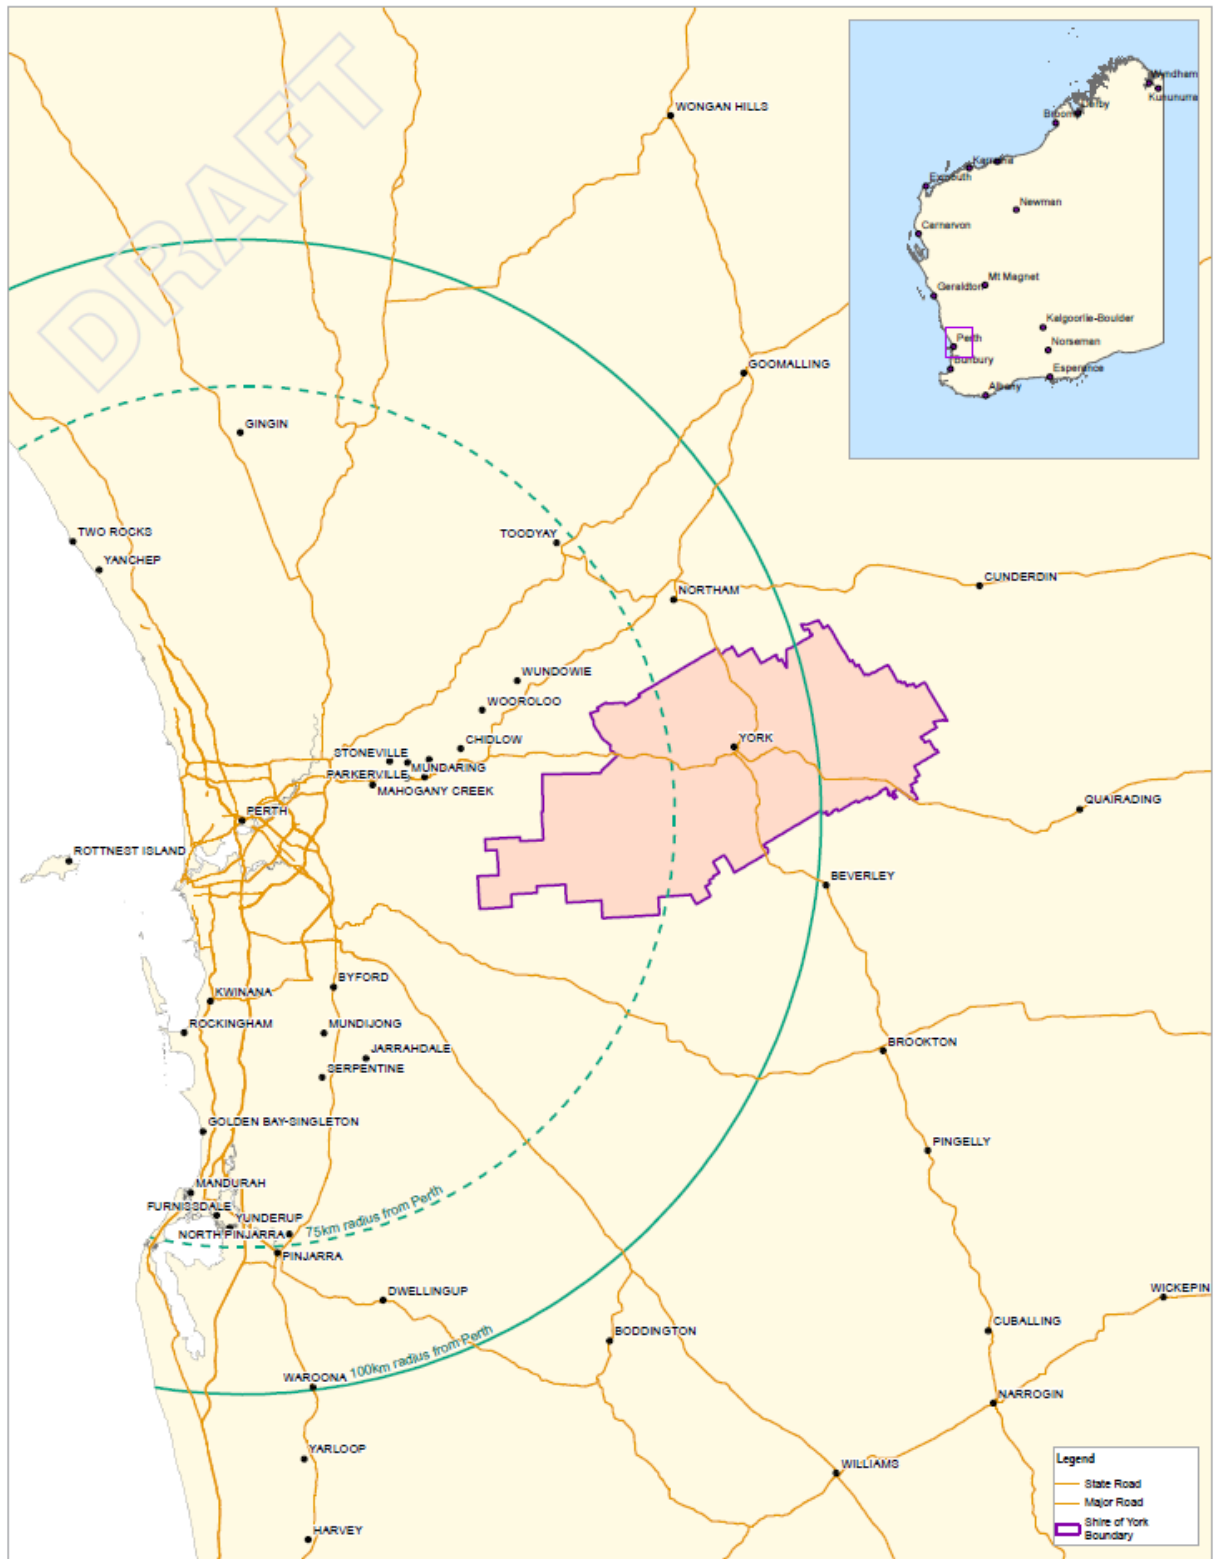 DRAFT
WONGAN HILLS
GOOMALLING
GINGIN
TWO ROCKS
YANCHEP
TOODYAY
NORTHAM
CUNDERDIN
WUNDOWIE
WOOROLOO
CHIDLOW
STONEVILLE
MUNDARING
PARKERVILLE
MAHOGANY CREEK
YORK
PERTH
QUAIRADING
ROTTNEST ISLAND
BEVERLEY
BYFORD
KWINANA
ROCKINGHAM
MUNDIJONG
JARRAHDALE
SERPENTINE
BROOKTON
GOLDEN BAY-SINGLETON
PINGELLY
MANDURAH
FURNISSDALE
YUNDERUP
NORTH PINJARRA
75km radius from Perth
PINJARRA
DWELLINGUP
WICKEPIN
BODDINGTON
CUBALLING
100km radius from Perth
WAROONA
NARROGIN
YARLOOP
WILLIAMS
HARVEY
Wyndham
Kununurra
Derby
Broome
Karratha
Exmouth
Newman
Carnarvon
Mt Magnet
Geraldton
Kalgoorlie-Boulder
Perth
Norseman
Bunbury
Esperance
Albany
Legend
State Road
Major Road
Shire of York
Boundary